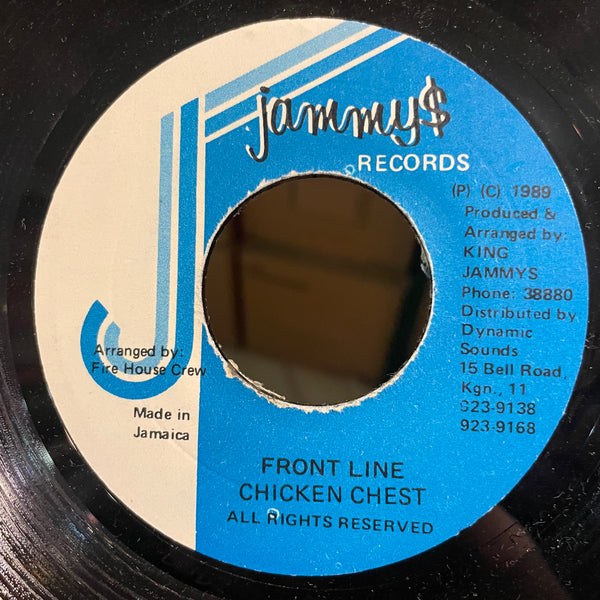 jammy$
RECORDS
(P) (C) 1989
Produced &
Arranged by:
KING
JAMMYS
Phone: 38880
Distributed by
Dynamic
Sounds
15 Bell Road,
Kgn., 11
923-9138
923-9168
Arranged by:
Fire House Crew
Made in
Jamaica
FRONT LINE
CHICKEN CHEST
ALL RIGHTS RESERVED